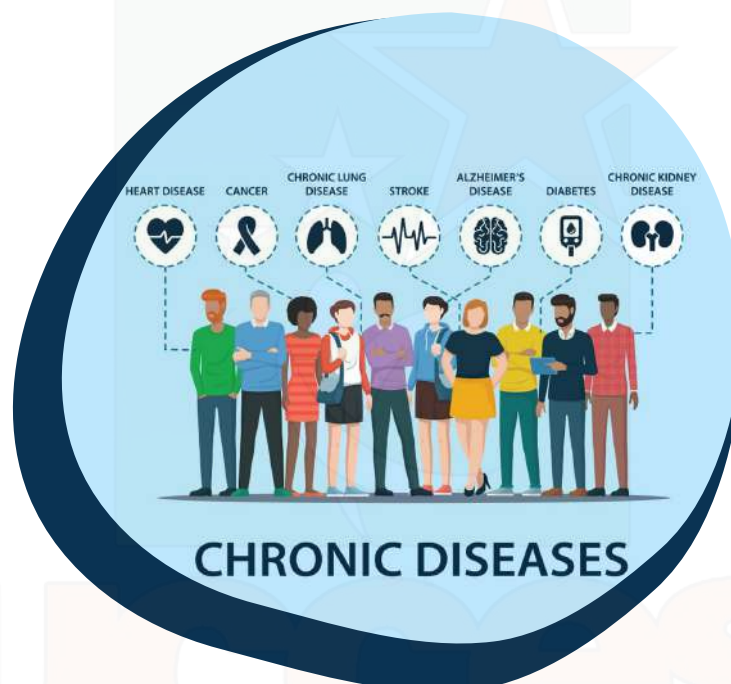 HEART DISEASE
CANCER
CHRONIC LUNG
DISEASE
STROKE
ALZHEIMER'S
DISEASE
DIABETES
CHRONIC KIDNEY
DISEASE
CHRONIC DISEASES